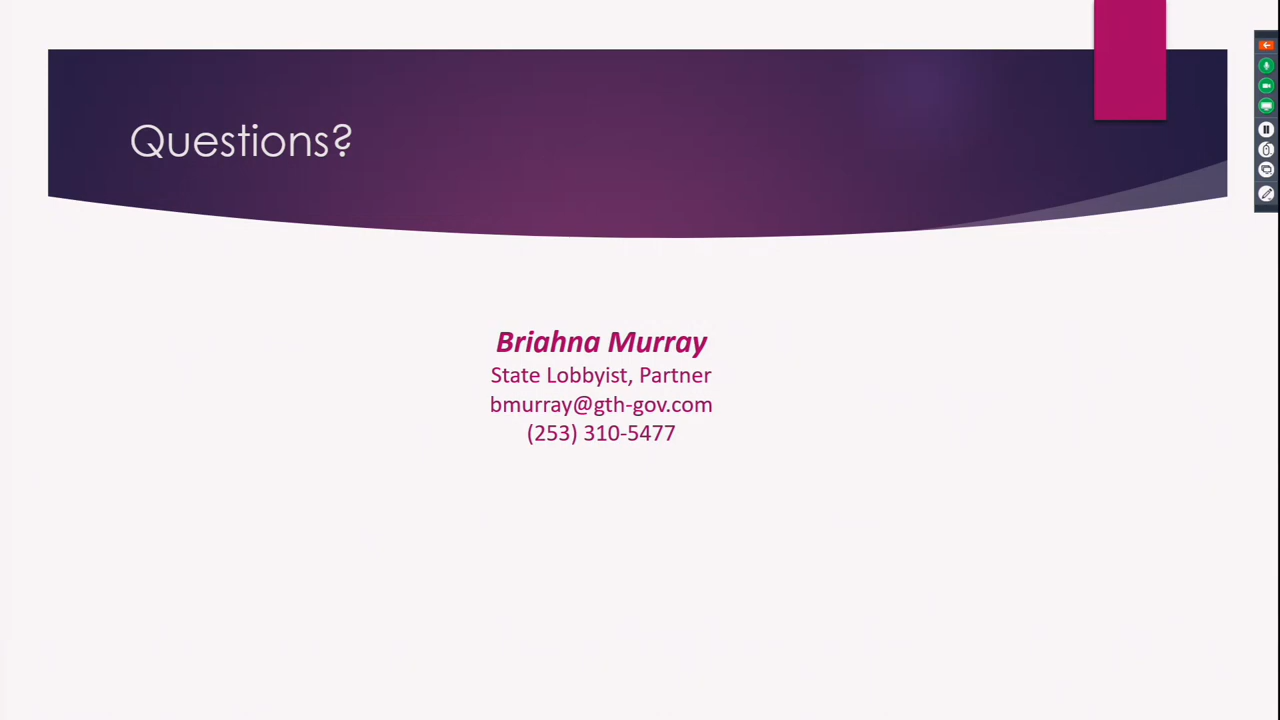 Questions?
Briahna Murray
State Lobbyist, Partner
bmurray@gth-gov.com
(253) 310-5477